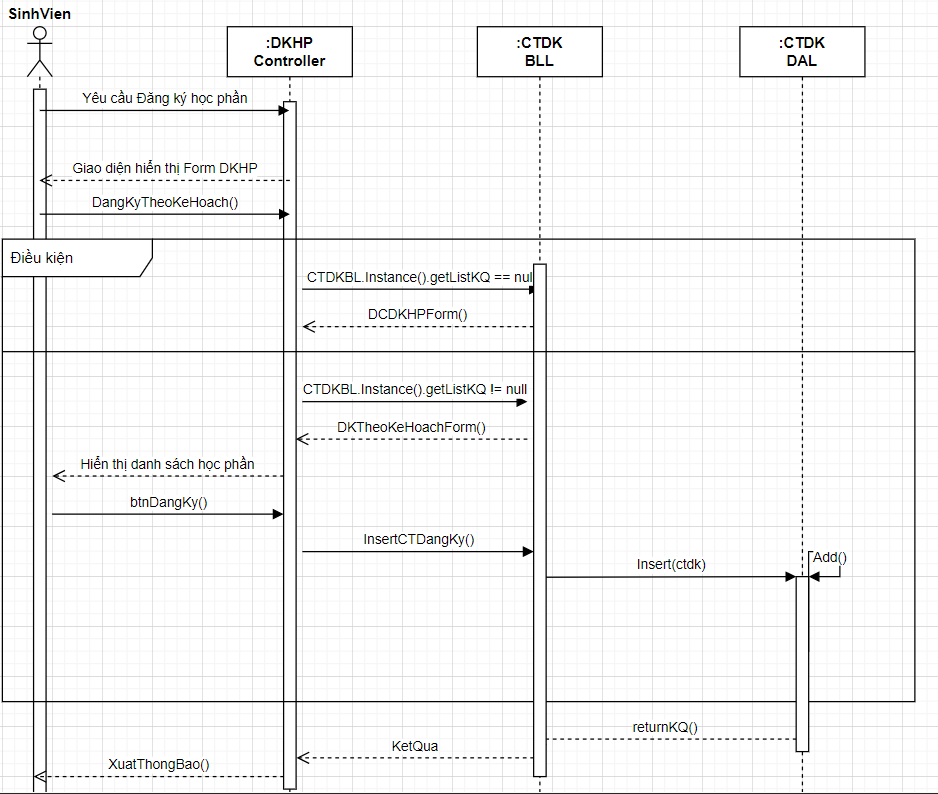 SinhVien
:DKHP
Controller
:CTDK
BLL
:CTDK
DAL
Yêu cầu Đăng ký học phần
Giao diện hiển thị Form DKHP
DangKyTheoKeHoach()
Điều kiện
CTDKBL.Instance().getListKQ == nul
DCDKHPForm()
CTDKBL.Instance().getListKQ != null
DKTheoKeHoachForm()
Hiển thị danh sách học phần
btnDangKy()
InsertCTDangKy()
Add()
Insert(ctdk)
returnKQ()
KetQua
XuatThongBao()